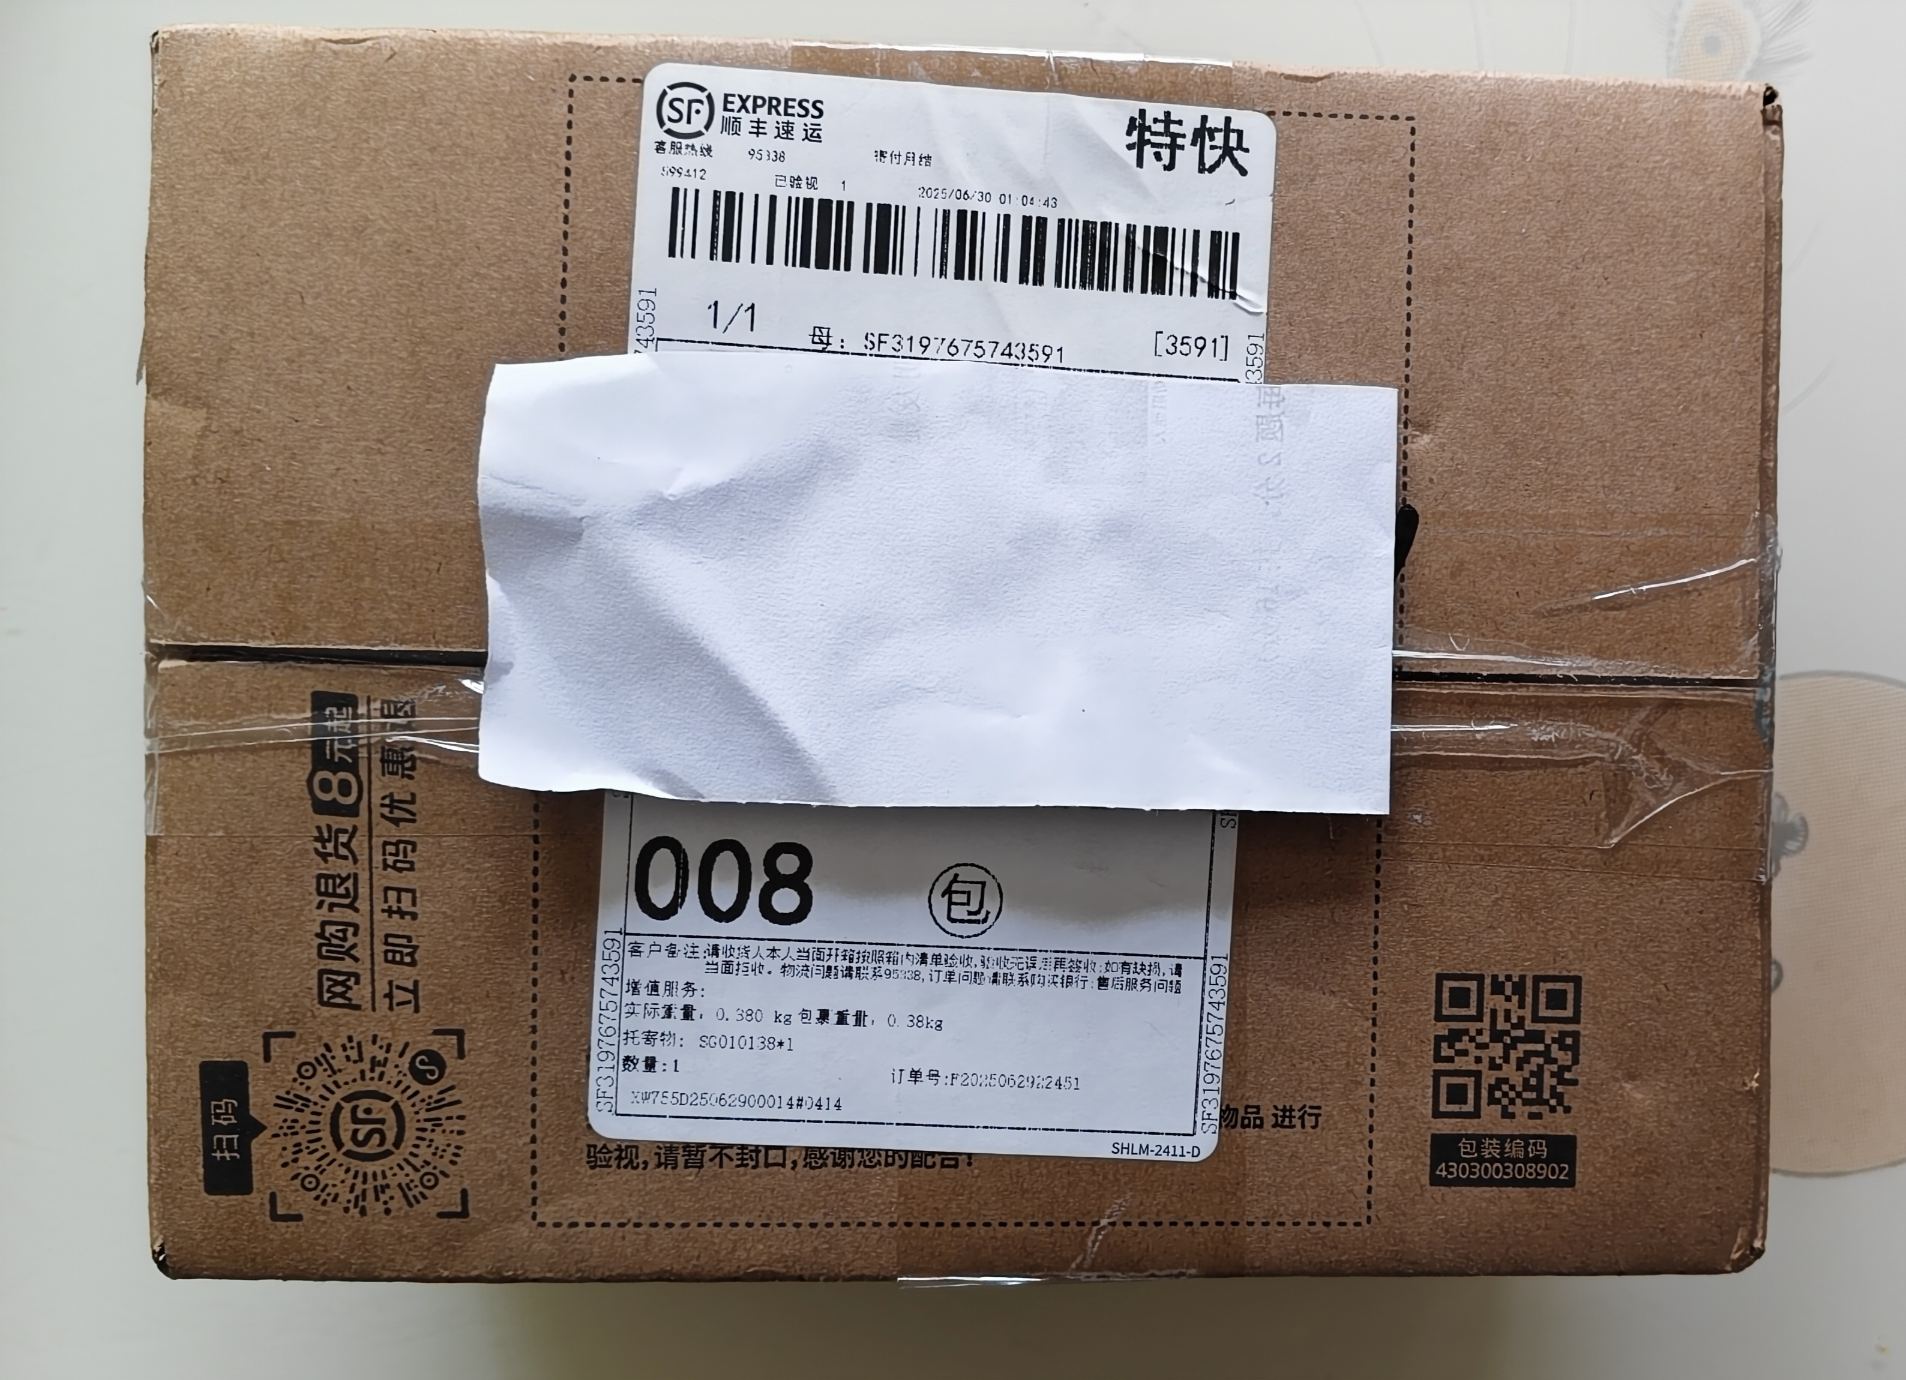 SF EXPRESS
顺丰速运
特快
客服热线 95338 寄付月结
599412 已验视 1 2025/06/30 01:04:43
1/1 母: SF3197675743591 [3591]
43591
3591
008 包
客户备注:请收货人本人当面开箱按照箱内清单验收,验收无误后再签收;如有缺损,请
当面拒收。物流问题请联系95338,订单问题请联系购买银行;售后服务问题
增值服务:
实际重量: 0.380 kg 包裹重量: 0.38kg
托寄物: SG010138*1
数量:1 订单号:F2025062922451
XW755D25062900014#0414
SF3197675743591
SF3197675743591
SHLM-2411-D
物品 进行
验视,请暂不封口,感谢您的配合!
网购退货8元起
立即扫码优惠退
扫码
SF
包装编码
430300308902